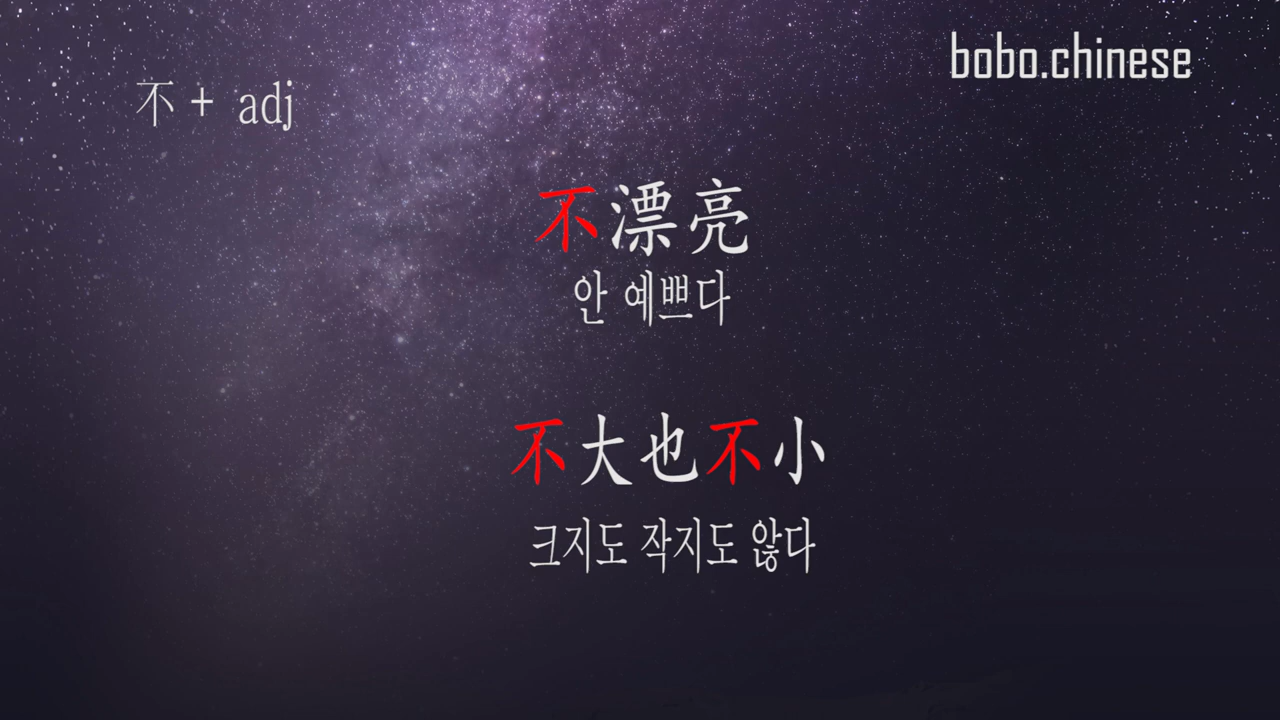 bobo.chinese
不 + adj
不漂亮
안 예쁘다
不大也不小
크지도 작지도 않다